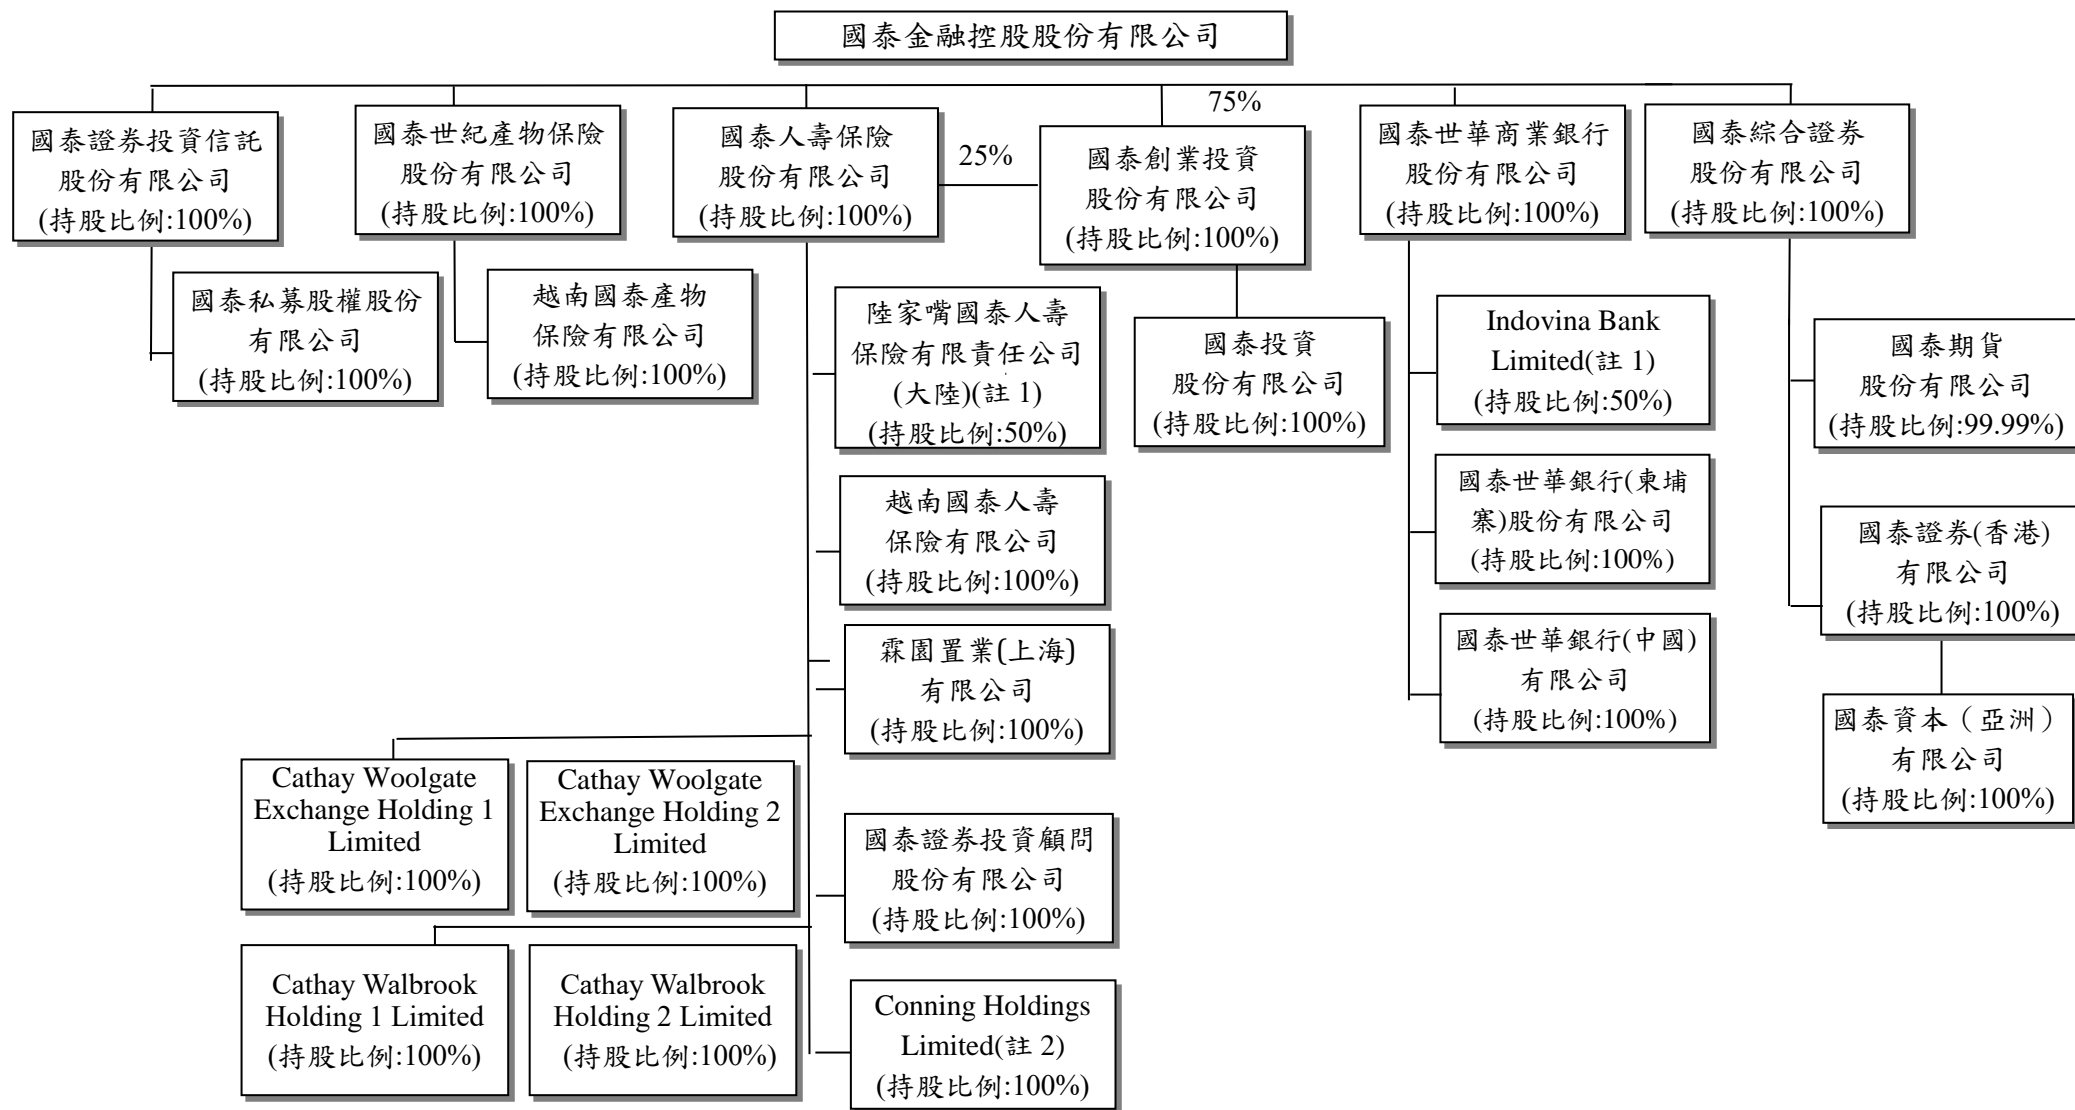 國泰金融控股股份有限公司
國泰證券投資信託
股份有限公司
(持股比例:100%)
國泰世紀產物保險
股份有限公司
(持股比例:100%)
國泰人壽保險
股份有限公司
(持股比例:100%)
25%
75%
國泰創業投資
股份有限公司
(持股比例:100%)
國泰世華商業銀行
股份有限公司
(持股比例:100%)
國泰綜合證券
股份有限公司
(持股比例:100%)
國泰私募股權股份
有限公司
(持股比例:100%)
越南國泰產物
保險有限公司
(持股比例:100%)
陸家嘴國泰人壽
保險有限責任公司
(大陸)(註 1)
(持股比例:50%)
國泰投資
股份有限公司
(持股比例:100%)
Indovina Bank
Limited(註 1)
(持股比例:50%)
國泰期貨
股份有限公司
(持股比例:99.99%)
越南國泰人壽
保險有限公司
(持股比例:100%)
國泰世華銀行(柬埔
寨)股份有限公司
(持股比例:100%)
國泰證券(香港)
有限公司
(持股比例:100%)
霖園置業(上海)
有限公司
(持股比例:100%)
國泰世華銀行(中國)
有限公司
(持股比例:100%)
國泰資本（亞洲）
有限公司
(持股比例:100%)
Cathay Woolgate
Exchange Holding 1
Limited
(持股比例:100%)
Cathay Woolgate
Exchange Holding 2
Limited
(持股比例:100%)
國泰證券投資顧問
股份有限公司
(持股比例:100%)
Cathay Walbrook
Holding 1 Limited
(持股比例:100%)
Cathay Walbrook
Holding 2 Limited
(持股比例:100%)
Conning Holdings
Limited(註 2)
(持股比例:100%)